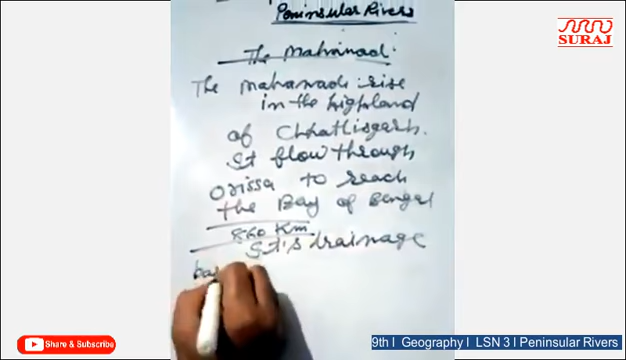 Peninsular Rivers
SURAJ
The Mahanadi:
The Mahanadi rise
in the highland
of Chhattisgarh.
It flow through
Orissa to reach
the Bay of Bengal
860 Km
It's drainage
ba
Share & Subscribe
9th I Geography I LSN 3 I Peninsular Rivers